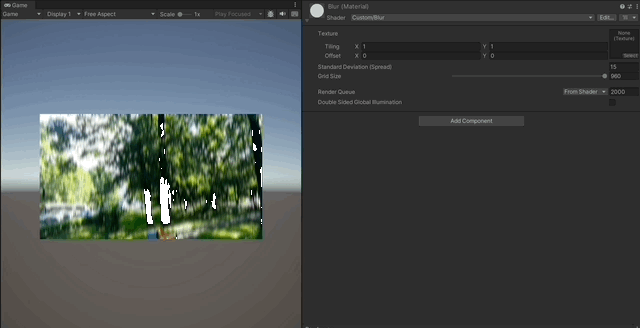 Game
Game Display 1 Free Aspect Scale 1x Play Focused
Blur (Material)
Shader Custom/Blur Edit...
Texture
None
(Texture)
Tiling X 1 Y 1
Offset X 0 Y 0
Select
Standard Deviation (Spread) 15
Grid Size 960
Render Queue From Shader 2000
Double Sided Global Illumination
Add Component